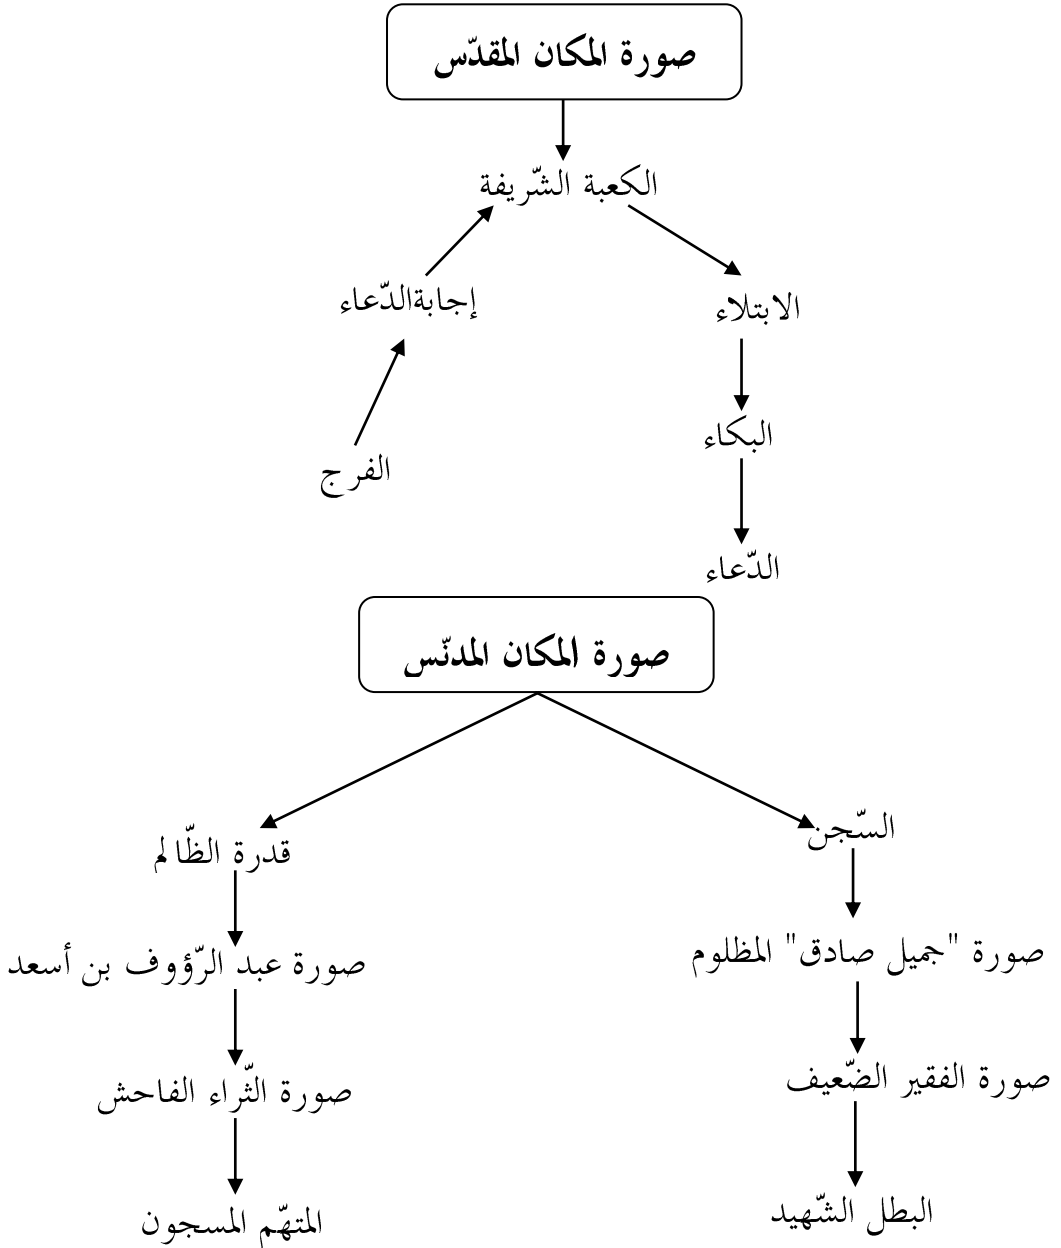 صورة المكان المقدّس
الكعبة الشّريفة
الابتلاء
إجابةالدّعاء
البكاء
الفرج
الدّعاء
صورة المكان المدنّس
السّجن
قدرة الظّالم
صورة "جميل صادق" المظلوم
صورة عبد الرّؤوف بن أسعد
صورة الفقير الضّعيف
صورة الثّراء الفاحش
البطل الشّهيد
المتهّم المسجون